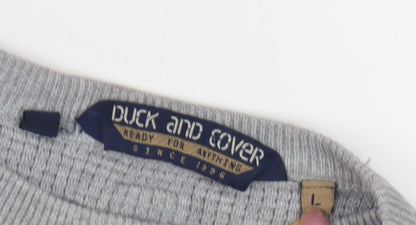 DUCK and COVER
READY FOR ANYTHING
SINCE 1996
L